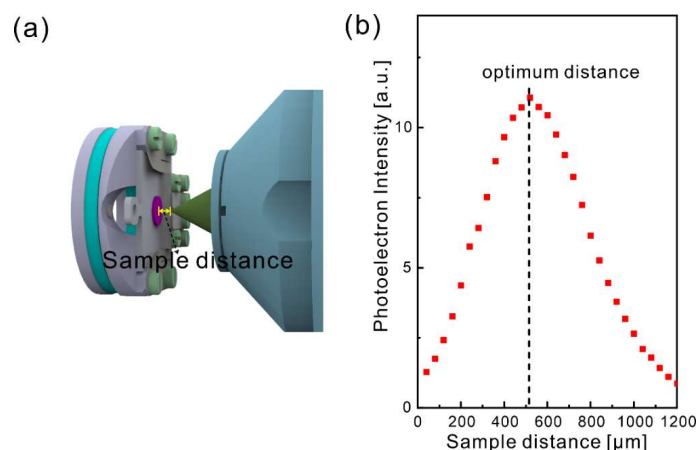 (a)
Sample distance
(b)
optimum distance
Photoelectron Intensity [a.u.]
10
5
0
0 200 400 600 800 1000 1200
Sample distance [µm]